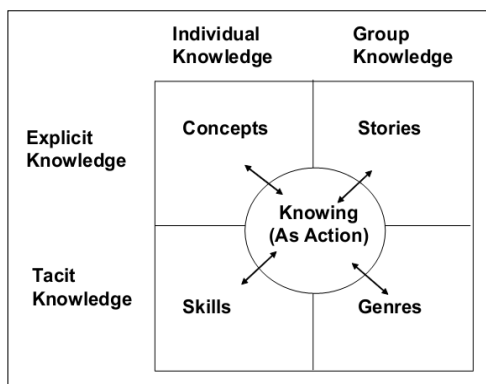 Individual
Knowledge
Group
Knowledge
Explicit
Knowledge
Concepts
Stories
Knowing
(As Action)
Tacit
Knowledge
Skills
Genres